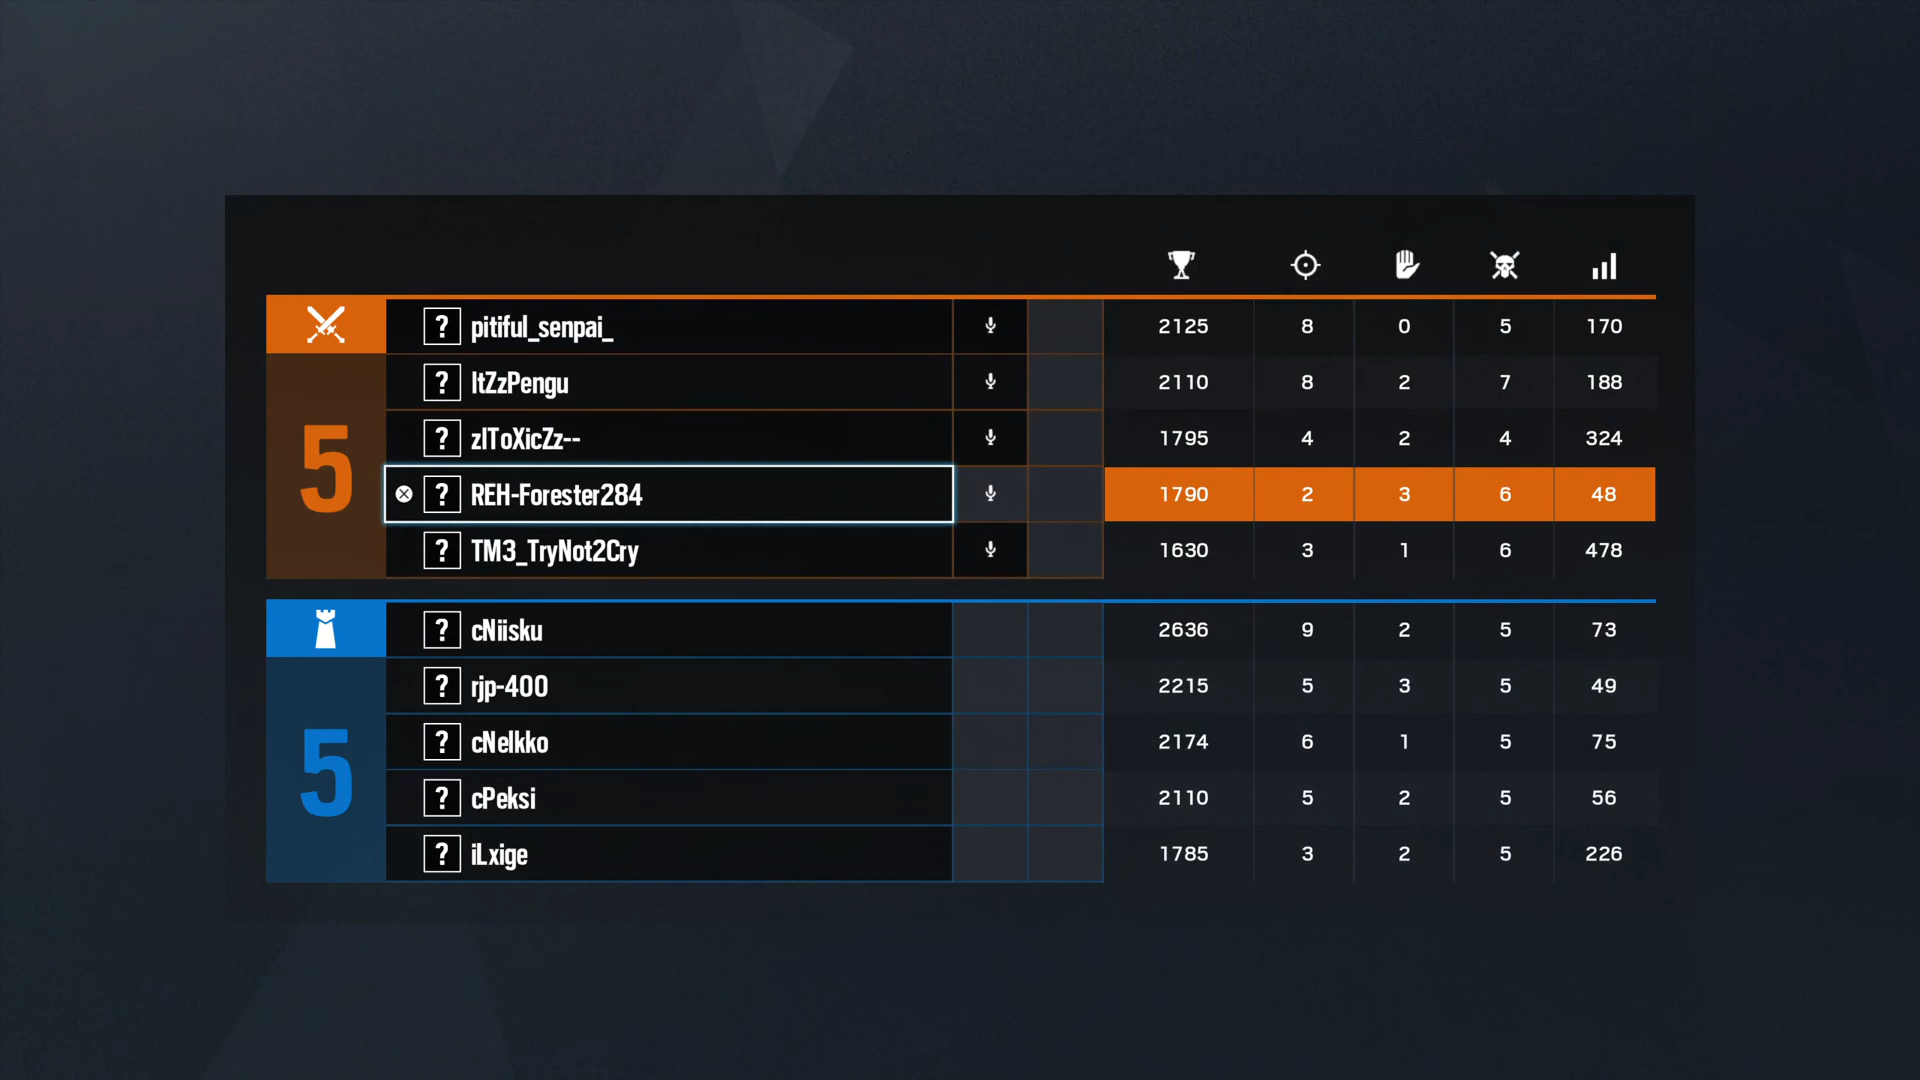 ? pitiful_senpai_ 2125 8 0 5 170
? ItZzPengu 2110 8 2 7 188
? zIToXicZz-- 1795 4 2 4 324
5
? REH-Forester284 1790 2 3 6 48
? TM3_TryNot2Cry 1630 3 1 6 478
? cNiisku 2636 9 2 5 73
? rjp-400 2215 5 3 5 49
? cNelkko 2174 6 1 5 75
5
? cPeksi 2110 5 2 5 56
? iLxige 1785 3 2 5 226